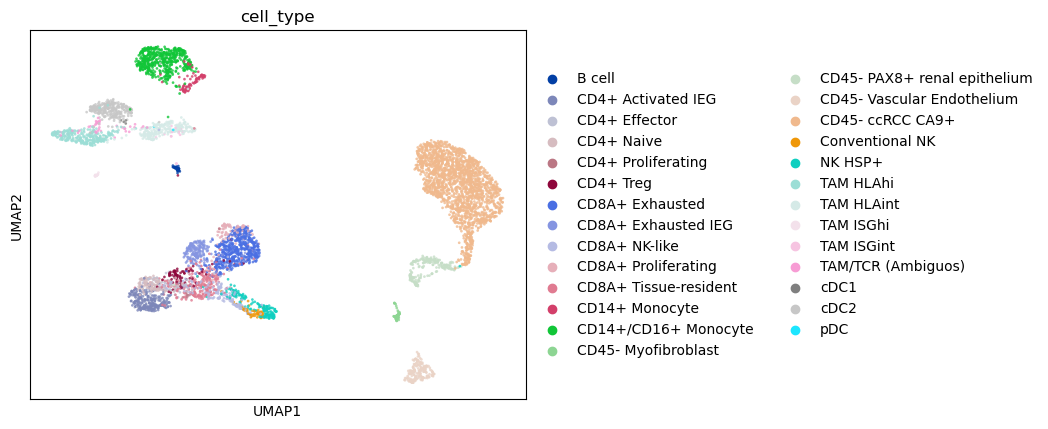 cell_type
UMAP2
UMAP1
B cell
CD4+ Activated IEG
CD4+ Effector
CD4+ Naive
CD4+ Proliferating
CD4+ Treg
CD8A+ Exhausted
CD8A+ Exhausted IEG
CD8A+ NK-like
CD8A+ Proliferating
CD8A+ Tissue-resident
CD14+ Monocyte
CD14+/CD16+ Monocyte
CD45- Myofibroblast
CD45- PAX8+ renal epithelium
CD45- Vascular Endothelium
CD45- ccRCC CA9+
Conventional NK
NK HSP+
TAM HLAhi
TAM HLAint
TAM ISGhi
TAM ISGint
TAM/TCR (Ambiguos)
cDC1
cDC2
pDC